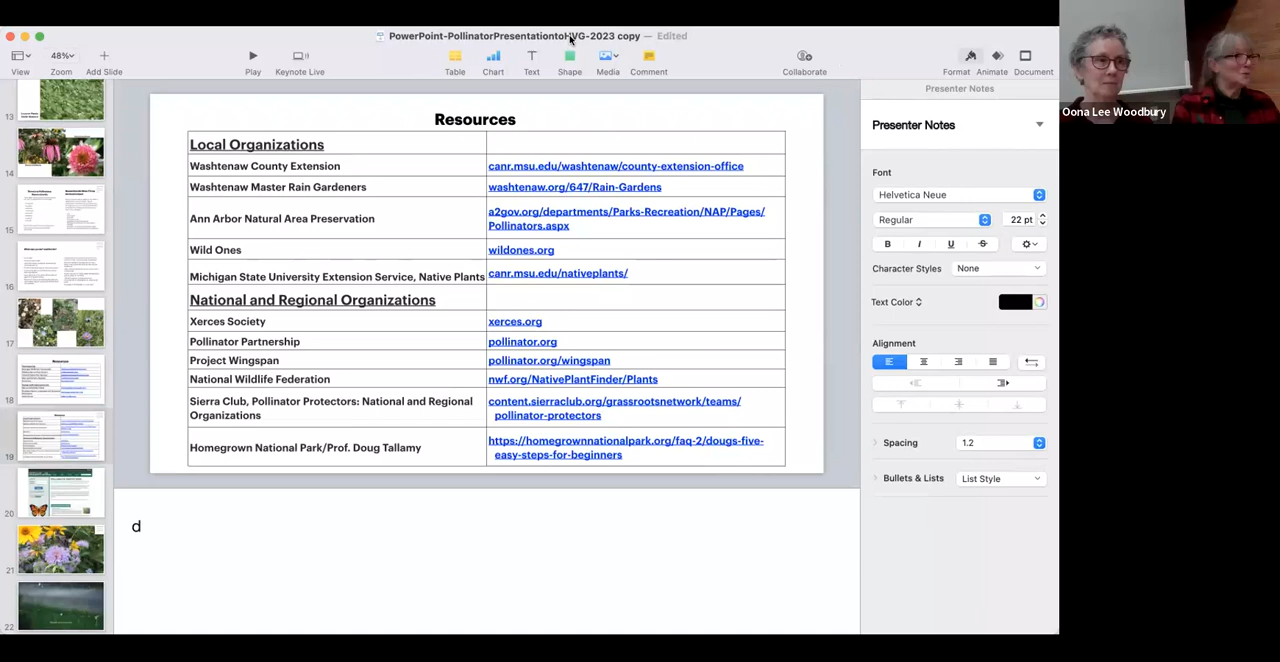 PowerPoint-PollinatorPresentationtoHVG-2023 copy — Edited
48%
View Zoom Add Slide Play Keynote Live Table Chart Text Shape Media Comment Collaborate Format Animate Document
Presenter Notes
Oona Lee Woodbury
13
14
15
16
17
18
19
20
21
22
Resources
Local Organizations
Washtenaw County Extension canr.msu.edu/washtenaw/county-extension-office
Washtenaw Master Rain Gardeners washtenaw.org/647/Rain-Gardens
Ann Arbor Natural Area Preservation a2gov.org/departments/Parks-Recreation/NAP/Pages/
Pollinators.aspx
Wild Ones wildones.org
higan State University Extension Service, Native Plants canr.msu.edu/nativeplants/
National and Regional Organizations
Xerces Society xerces.org
Pollinator Partnership pollinator.org
Project Wingspan pollinator.org/wingspan
National Wildlife Federation nwf.org/NativePlantFinder/Plants
Sierra Club, Pollinator Protectors: National and Regional content.sierraclub.org/grassrootsnetwork/teams/
Organizations pollinator-protectors
Homegrown National Park/Prof. Doug Tallamy https://homegrownnationalpark.org/faq-2/dougs-five-
easy-steps-for-beginners
d
Presenter Notes
Font
Helvetica Neue
Regular 22 pt
B I U S
Character Styles None
Text Color
Alignment
Spacing 1.2
Bullets & Lists List Style